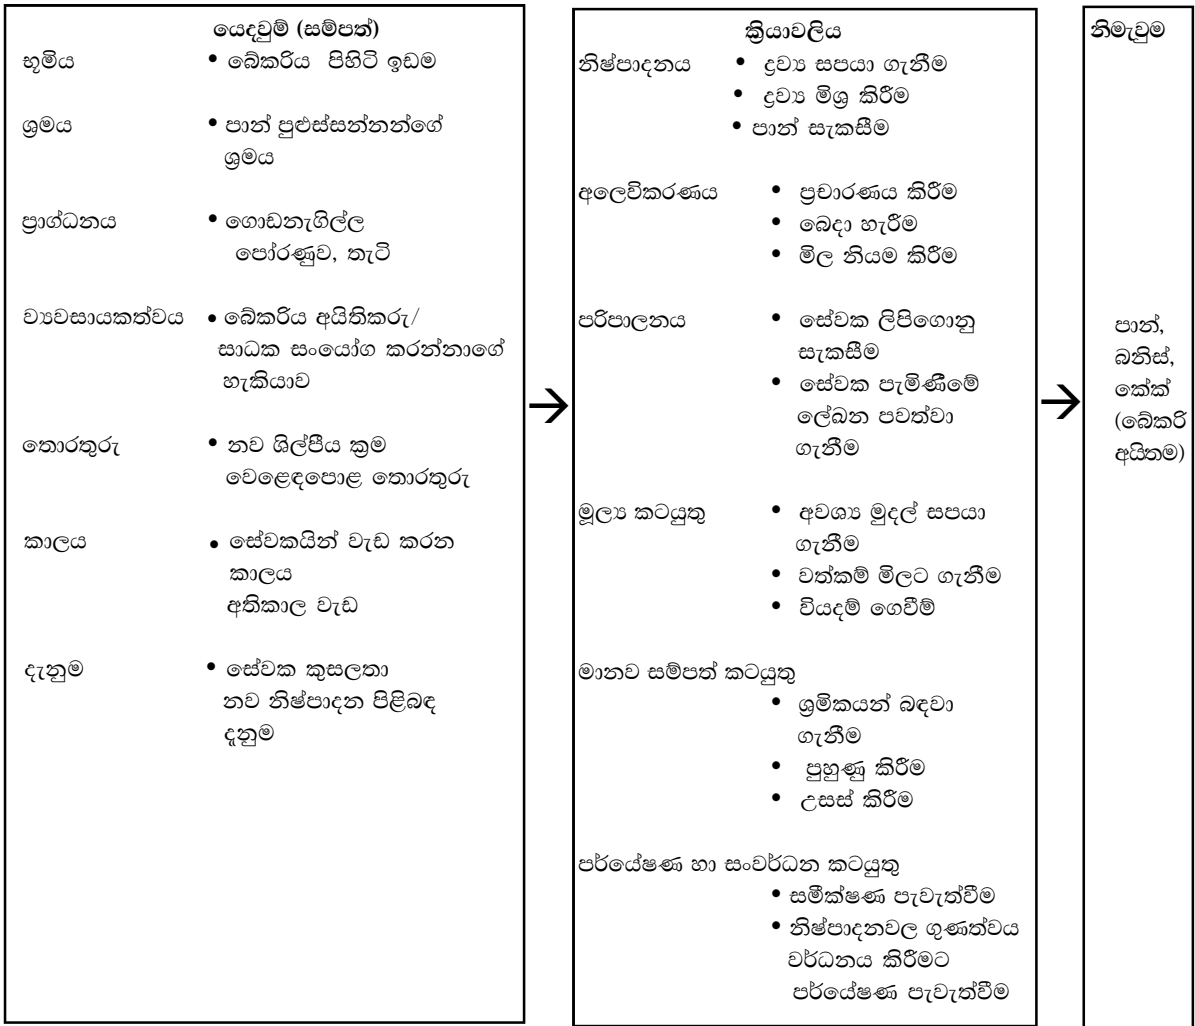 යෙදවුම් (සම්පත්)
භූමිය • බේකරිය පිහිටි ඉඩම
ශ්‍රමය • පාන් පුළුස්සන්නන්ගේ
ශ්‍රමය
ප්‍රාග්ධනය • ගොඩනැගිල්ල
පෝරණුව, තැටි
ව්‍යවසායකත්වය • බේකරිය අයිතිකරු/
සාධක සංයෝග කරන්නාගේ
හැකියාව
තොරතුරු • නව ශිල්පීය ක්‍රම
වෙළෙඳපොළ තොරතුරු
කාලය • සේවකයින් වැඩ කරන
කාලය
අතිකාල වැඩ
දැනුම • සේවක කුසලතා
නව නිෂ්පාදන පිළිබඳ
දැනුම
→
ක්‍රියාවලිය
නිෂ්පාදනය • ද්‍රව්‍ය සපයා ගැනීම
• ද්‍රව්‍ය මිශ්‍ර කිරීම
• පාන් සැකසීම
අලෙවිකරණය • ප්‍රචාරණය කිරීම
• බෙදා හැරීම
• මිල නියම කිරීම
පරිපාලනය • සේවක ලිපිගොනු
සැකසීම
• සේවක පැමිණීමේ
ලේඛන පවත්වා
ගැනීම
මූල්‍ය කටයුතු • අවශ්‍ය මුදල් සපයා
ගැනීම
• වත්කම් මිලට ගැනීම
• වියදම් ගෙවීම්
මානව සම්පත් කටයුතු
• ශ්‍රමිකයන් බඳවා
ගැනීම
• පුහුණු කිරීම
• උසස් කිරීම
පර්යේෂණ හා සංවර්ධන කටයුතු
• සමීක්ෂණ පැවැත්වීම
• නිෂ්පාදනවල ගුණත්වය
වර්ධනය කිරීමට
පර්යේෂණ පැවැත්වීම
→
නිමැවුම
පාන්,
බනිස්,
කේක්
(බේකරි
අයිතම)